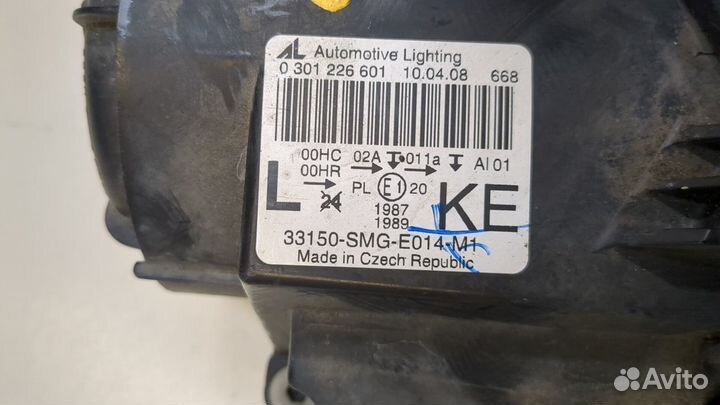 AL Automotive Lighting
0 301 226 601 10.04.08 668
00HC 02A 011a AI 01
00HR
L 24 PL E1 20 KE
1987
1989
33150-SMG-E014-M1
Made in Czech Republic
Avito